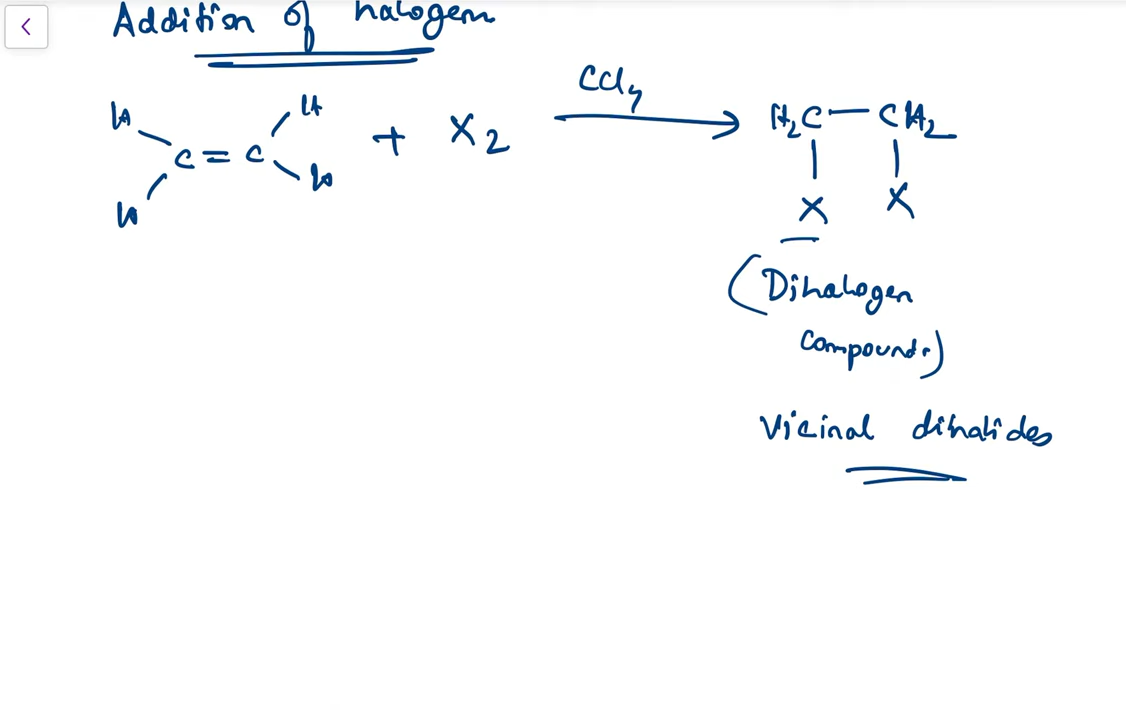 Addition of halogen
CCl4
H H
C = C + X2 → H2C — CH2
H H
X X
(Dihalogen
Compounds)
Vicinal dihalides